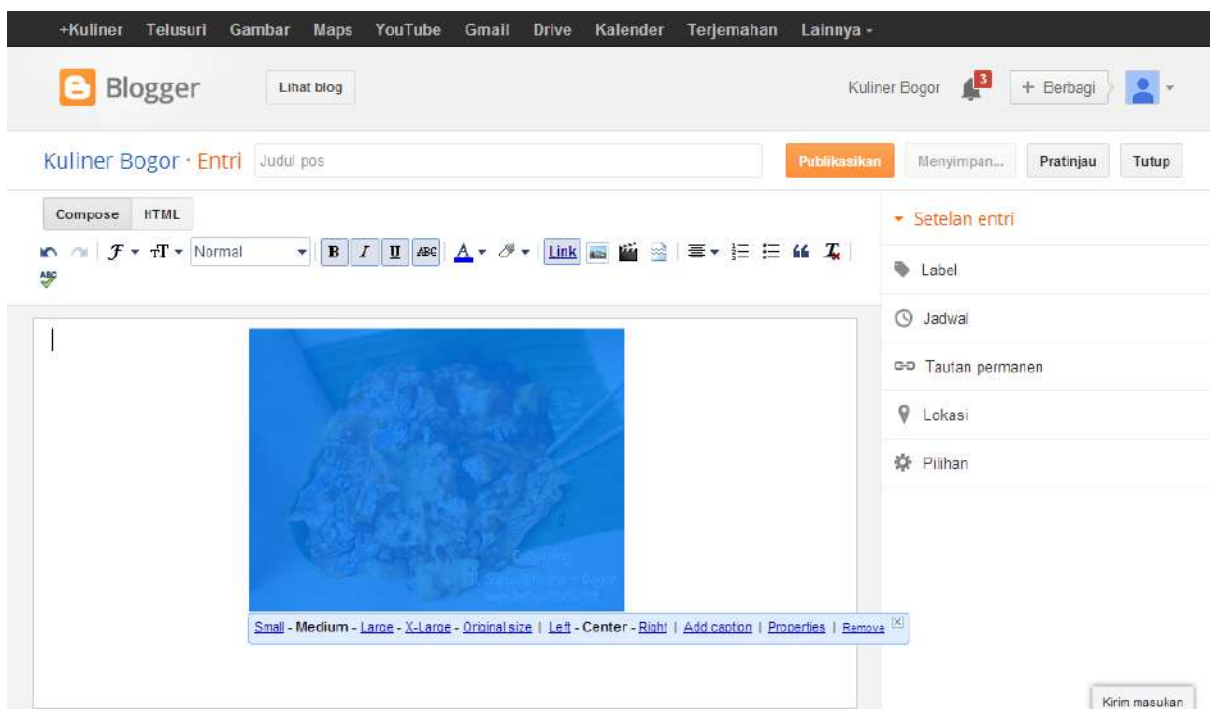 +Kuliner Telusuri Gambar Maps YouTube Gmail Drive Kalender Terjemahan Lainnya
Blogger Lihat blog Kuliner Bogor 3 + Berbagi
Kuliner Bogor · Entri Judul pos Publikasikan Menyimpan... Pratinjau Tutup
Compose HTML
Normal B I U ABC A Link
ABC
Setelan entri
Label
Jadwal
Tautan permanen
Lokasi
Pilihan
Small - Medium - Large - X-Large - Original size | Left - Center - Right | Add caption | Properties | Remove
Kirim masukan